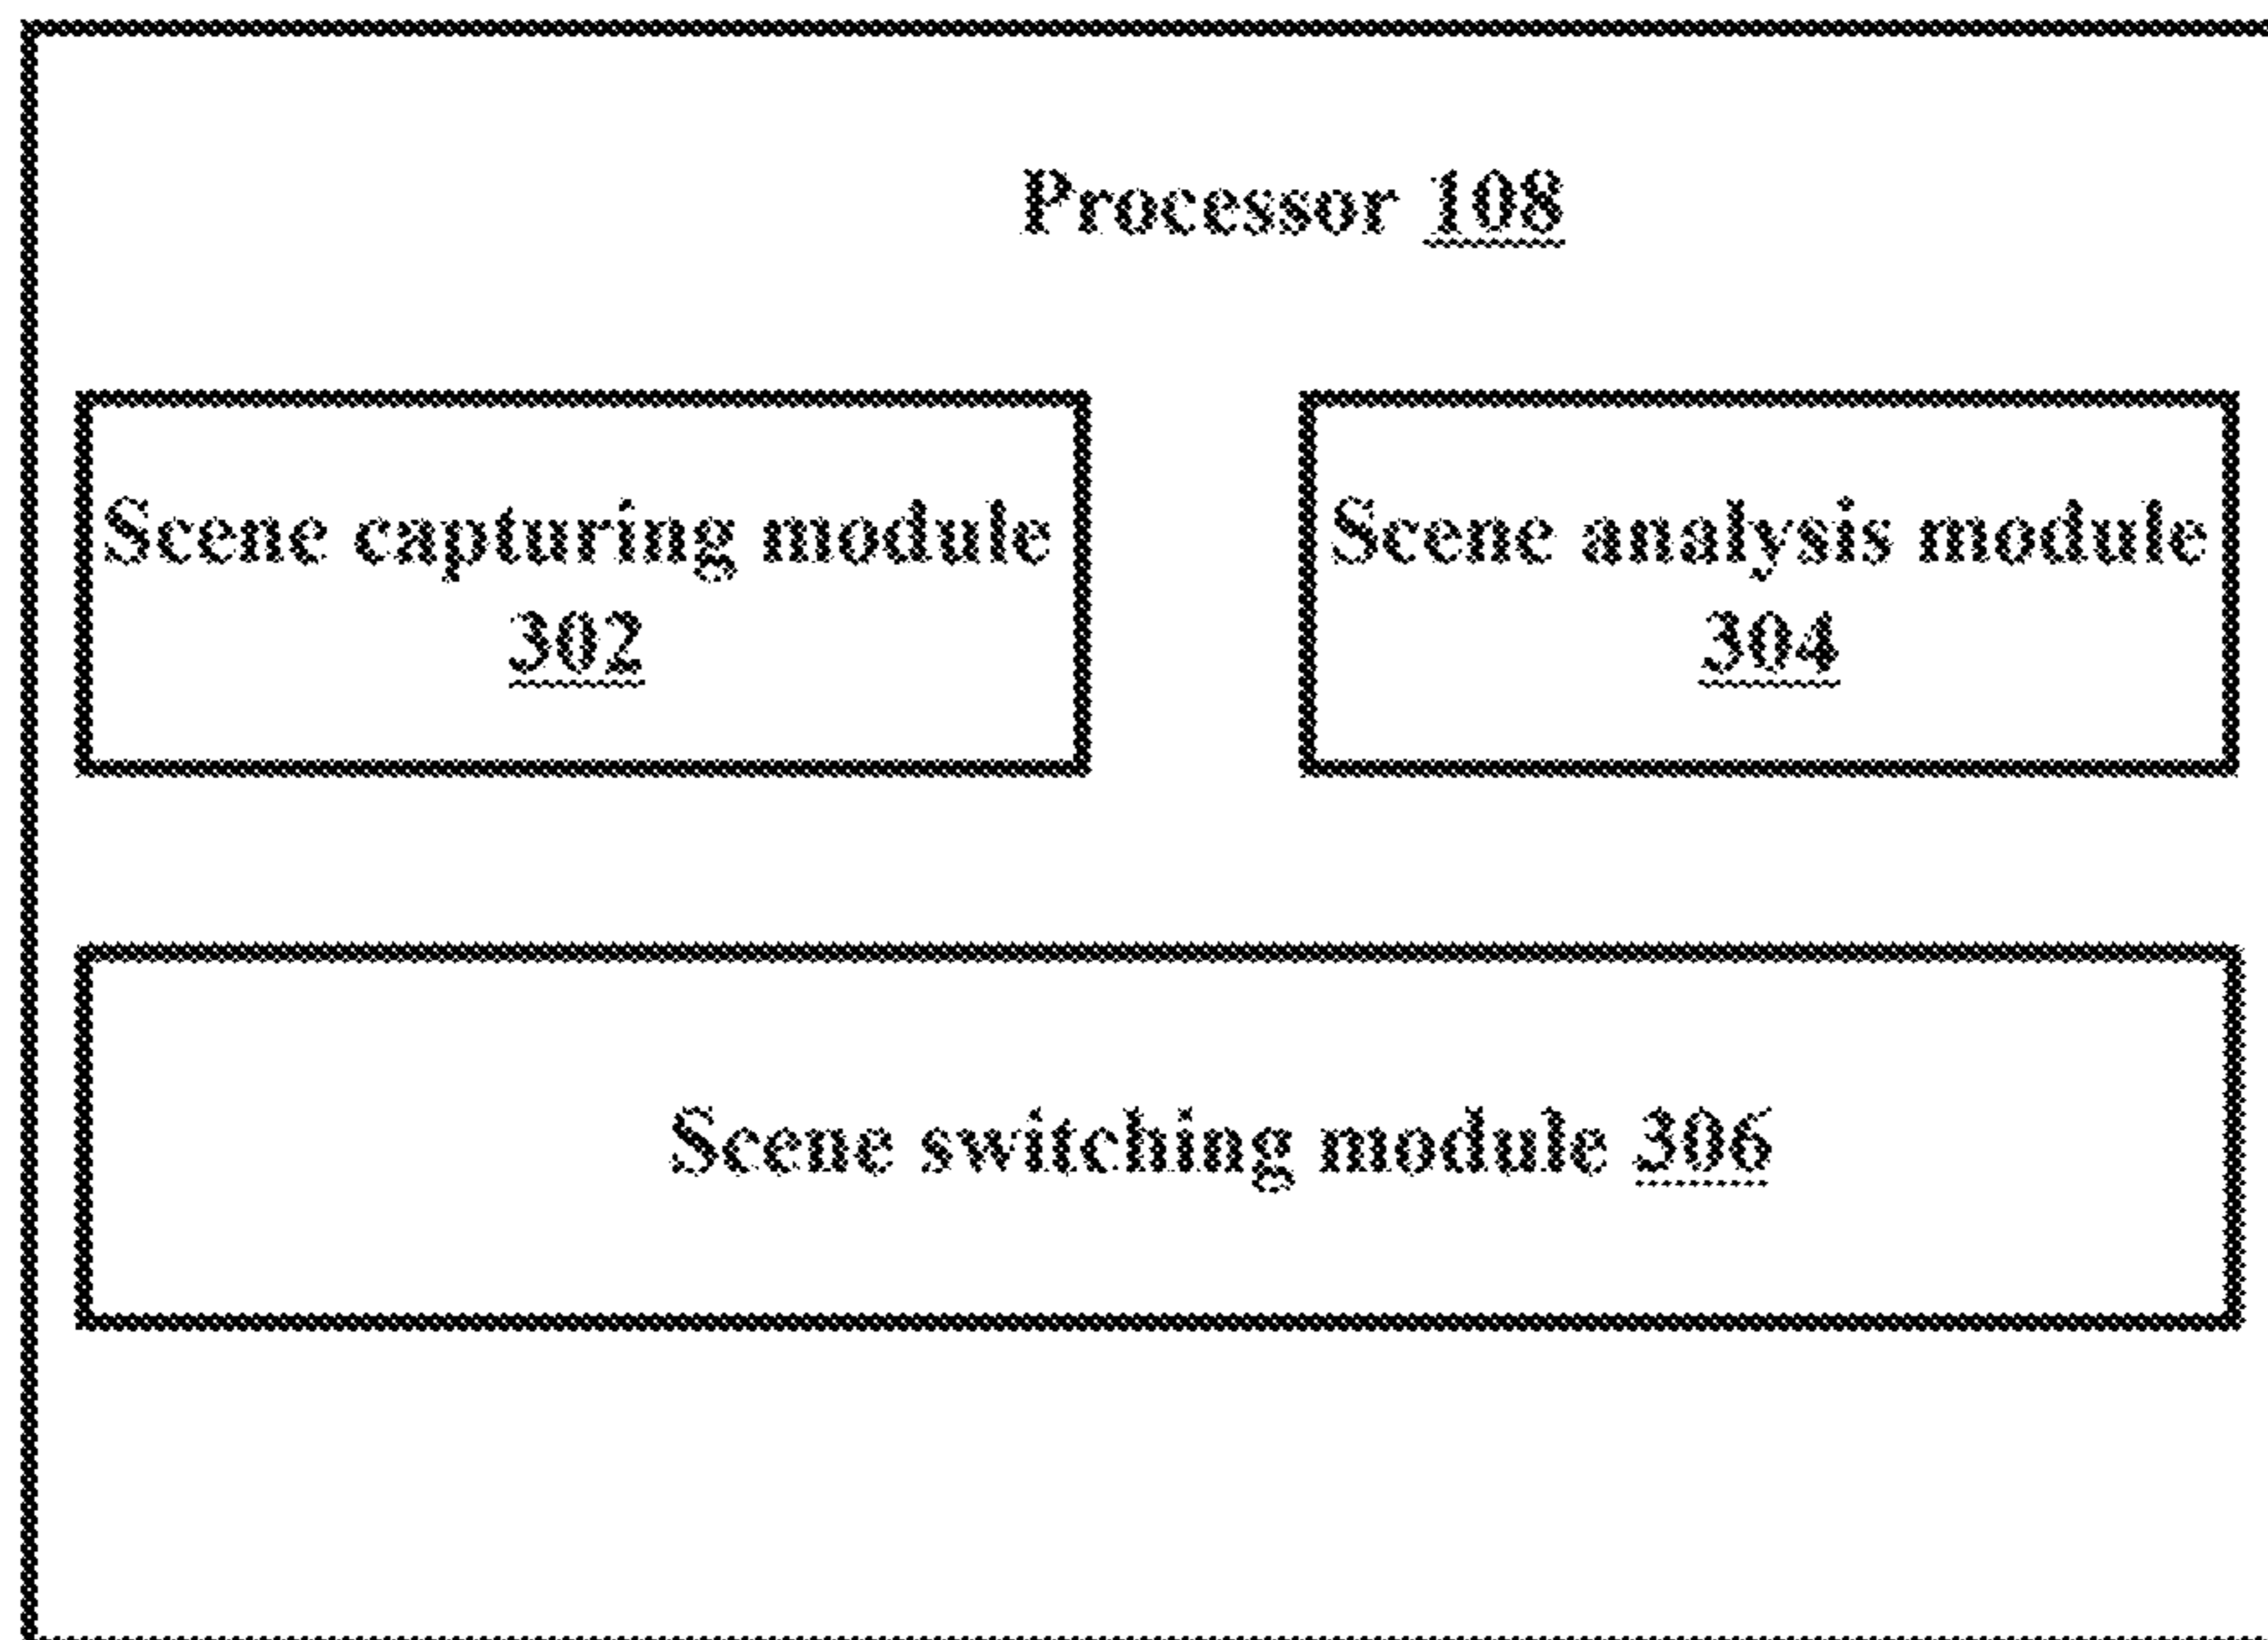 Processor 108
Scene capturing module
302
Scene analysis module
304
Scene switching module 306